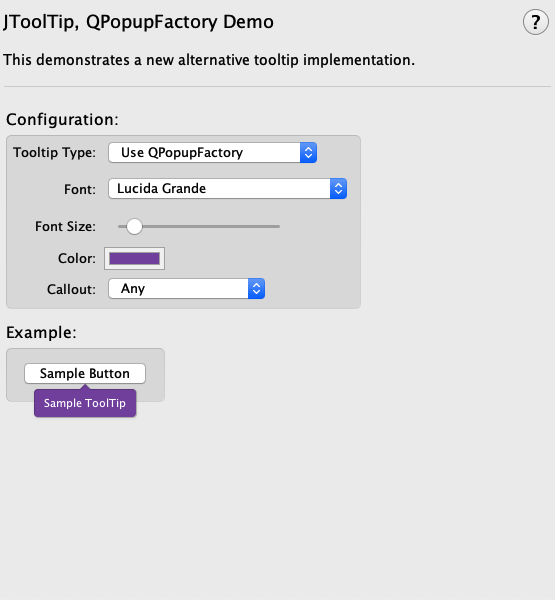 JToolTip, QPopupFactory Demo
?
This demonstrates a new alternative tooltip implementation.
Configuration:
Tooltip Type: Use QPopupFactory
Font: Lucida Grande
Font Size:
Color:
Callout: Any
Example:
Sample Button
Sample ToolTip